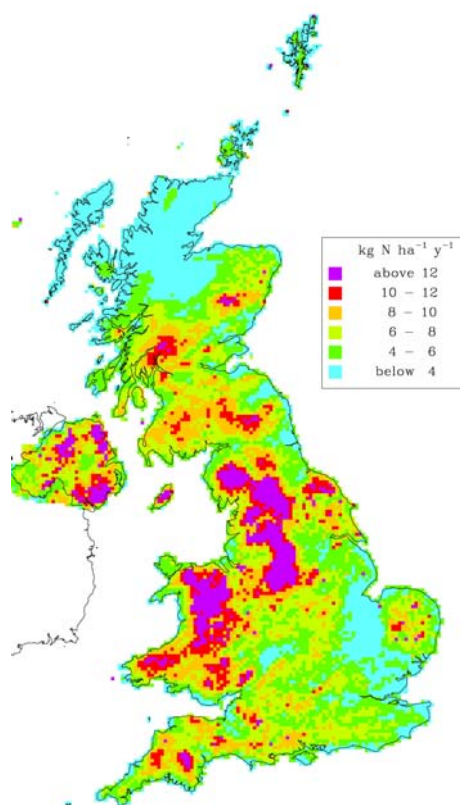 kg N ha⁻¹ y⁻¹
above 12
10 – 12
8 – 10
6 – 8
4 – 6
below 4